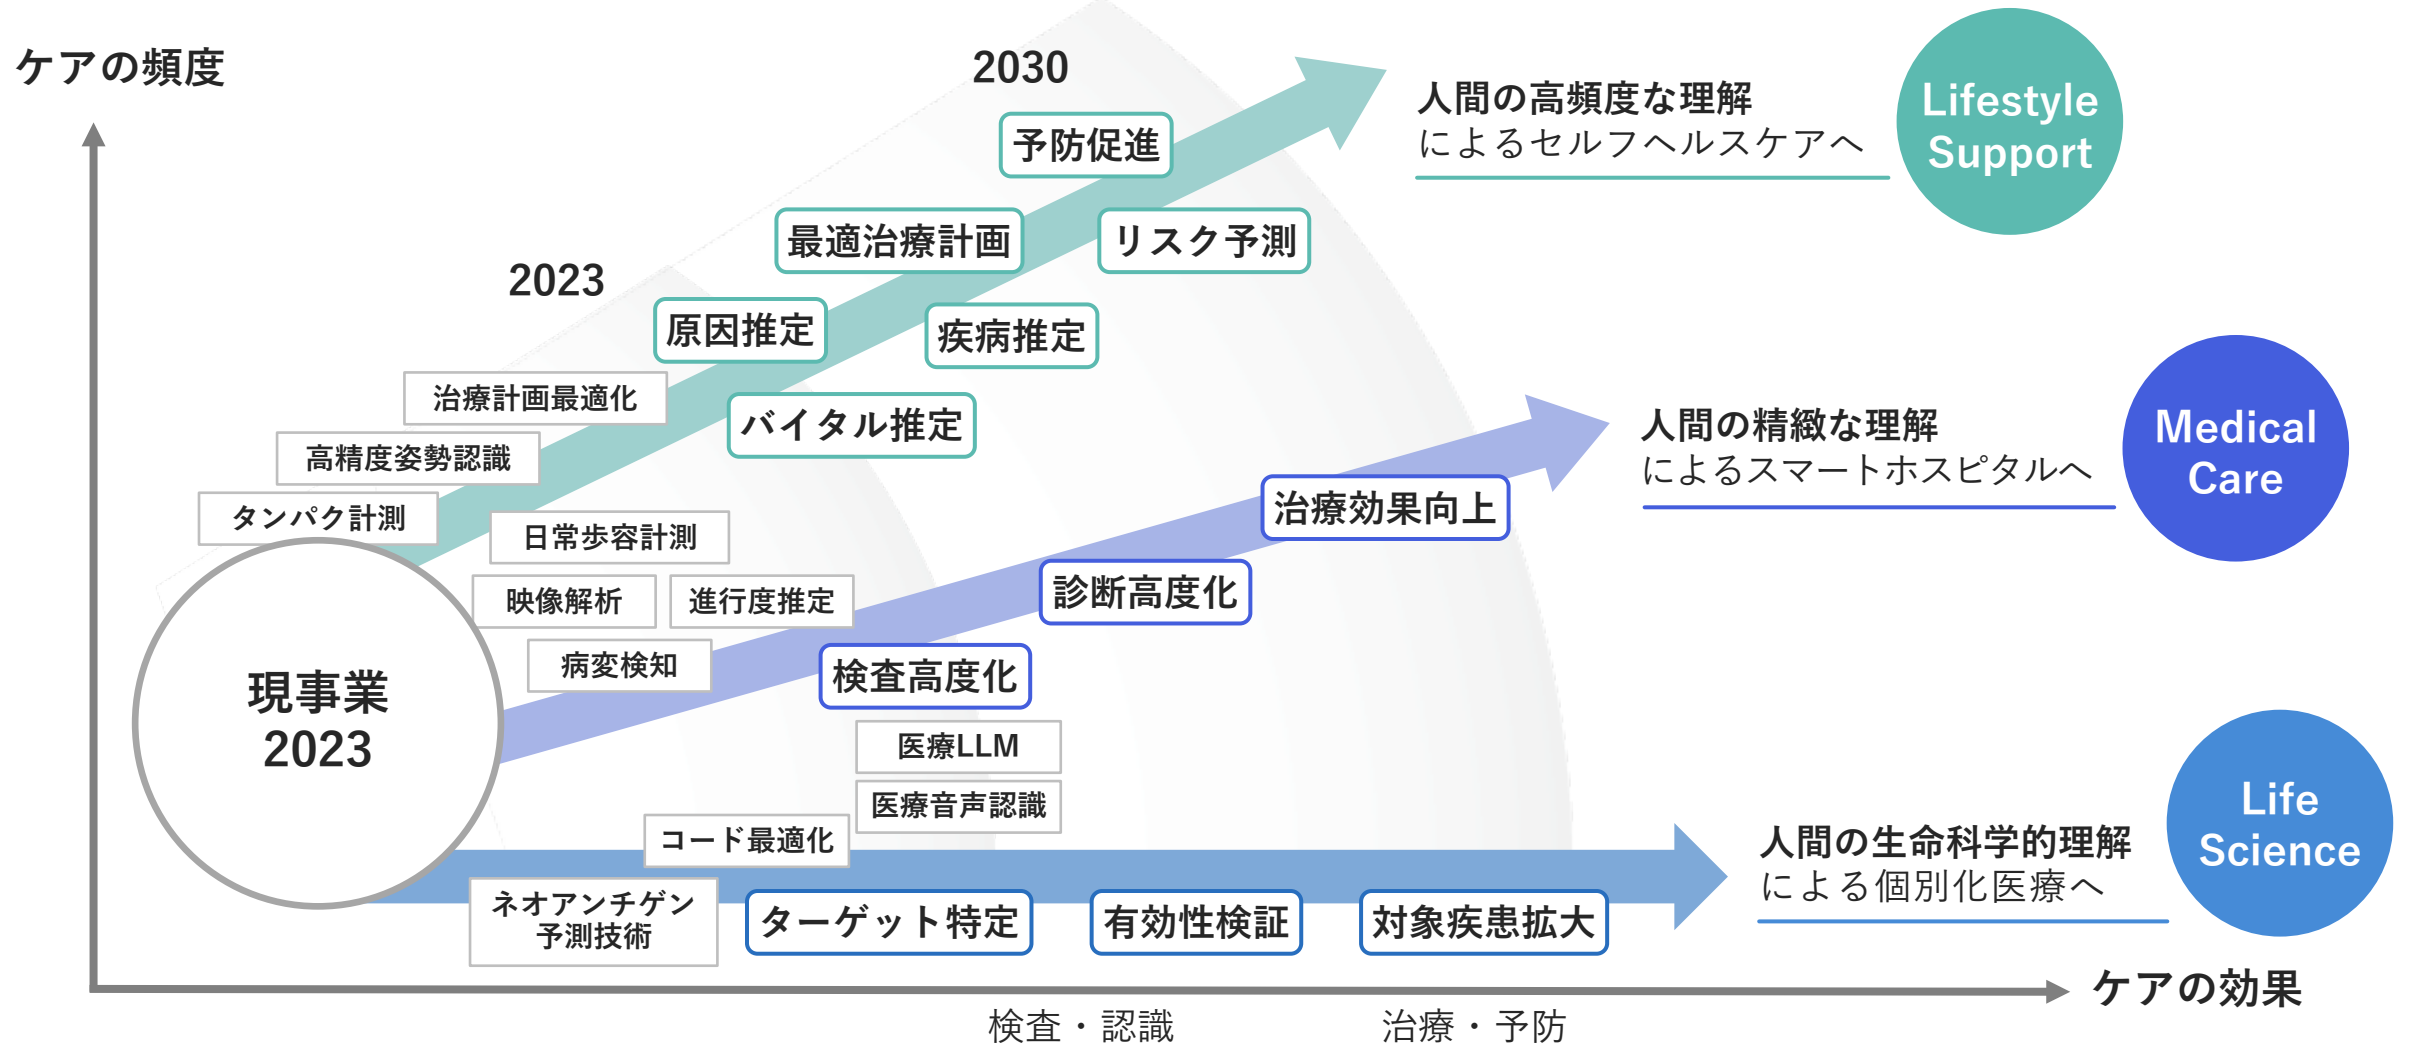 ケアの頻度
2030
2023
予防促進
最適治療計画
リスク予測
原因推定
疾病推定
バイタル推定
人間の高頻度な理解
によるセルフヘルスケアへ
Lifestyle
Support
治療計画最適化
高精度姿勢認識
タンパク計測
日常歩容計測
映像解析
進行度推定
病変検知
治療効果向上
診断高度化
検査高度化
人間の精緻な理解
によるスマートホスピタルへ
Medical
Care
現事業
2023
医療LLM
医療音声認識
コード最適化
ネオアンチゲン
予測技術
ターゲット特定
有効性検証
対象疾患拡大
人間の生命科学的理解
による個別化医療へ
Life
Science
ケアの効果
検査・認識
治療・予防